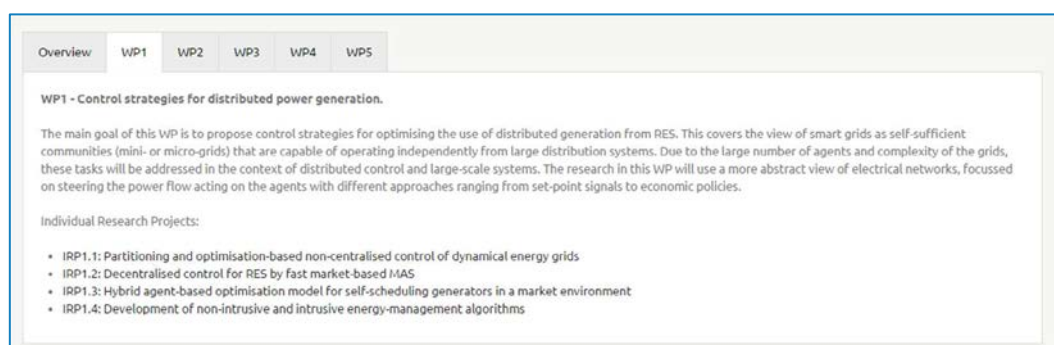 Overview WP1 WP2 WP3 WP4 WP5
WP1 - Control strategies for distributed power generation.
The main goal of this WP is to propose control strategies for optimising the use of distributed generation from RES. This covers the view of smart grids as self-sufficient
communities (mini- or micro-grids) that are capable of operating independently from large distribution systems. Due to the large number of agents and complexity of the grids,
these tasks will be addressed in the context of distributed control and large-scale systems. The research in this WP will use a more abstract view of electrical networks, focussed
on steering the power flow acting on the agents with different approaches ranging from set-point signals to economic policies.
Individual Research Projects:
• IRP1.1: Partitioning and optimisation-based non-centralised control of dynamical energy grids
• IRP1.2: Decentralised control for RES by fast market-based MAS
• IRP1.3: Hybrid agent-based optimisation model for self-scheduling generators in a market environment
• IRP1.4: Development of non-intrusive and intrusive energy-management algorithms